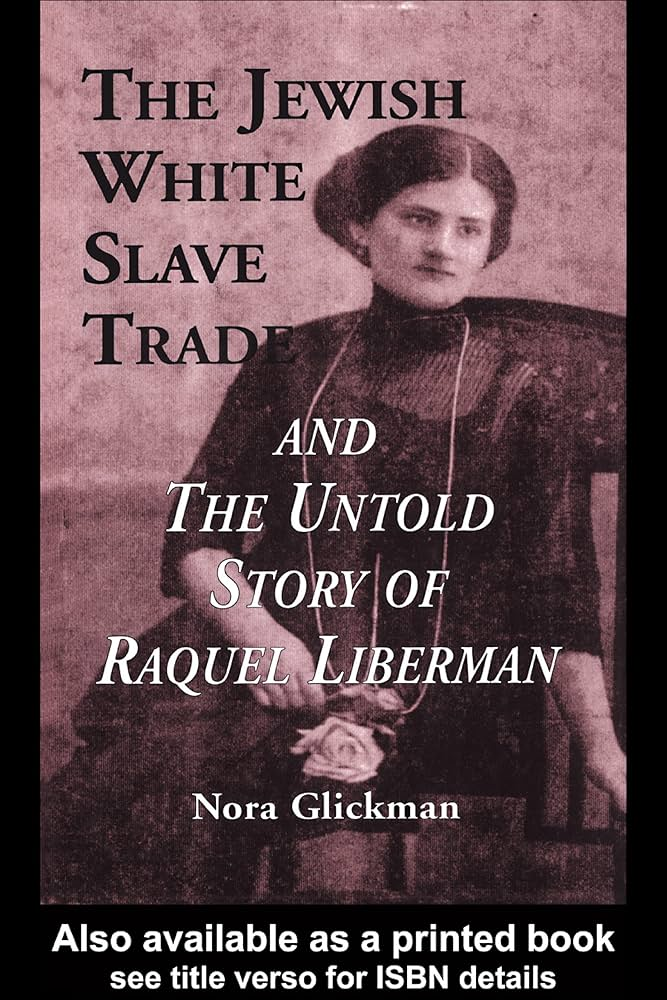 THE JEWISH
WHITE
SLAVE
TRADE
AND
THE UNTOLD
STORY OF
RAQUEL LIBERMAN
Nora Glickman
Also available as a printed book
see title verso for ISBN details